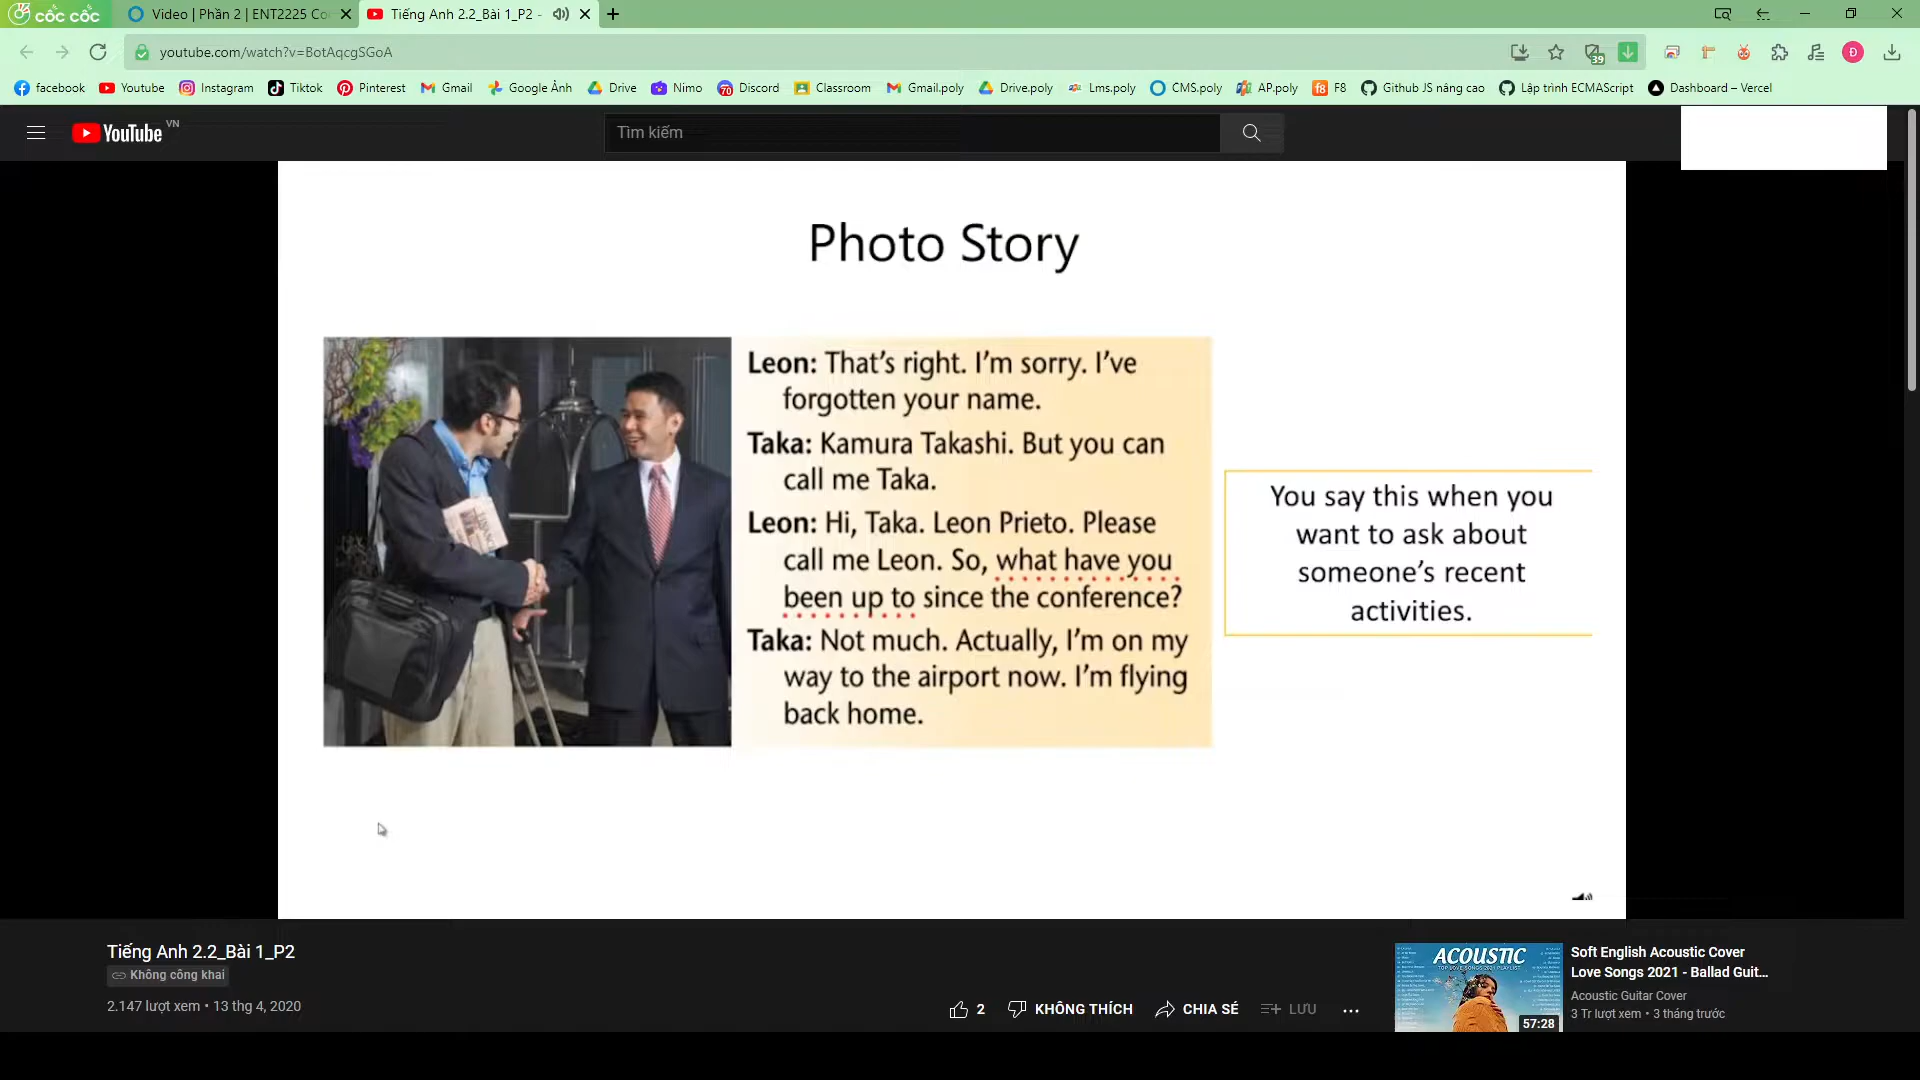 cốc cốc
Video | Phần 2 | ENT2225 Co
Tiếng Anh 2.2_Bài 1_P2 -
youtube.com/watch?v=BotAqcgSGoA
39
Đ
facebook
Youtube
Instagram
Tiktok
Pinterest
Gmail
Google Ảnh
Drive
Nimo
70
Discord
Classroom
Gmail.poly
Drive.poly
Lms.poly
CMS.poly
AP.poly
f8
F8
Github JS nâng cao
Lập trình ECMAScript
Dashboard – Vercel
YouTube VN
Tìm kiếm
Photo Story
Leon: That's right. I'm sorry. I've
forgotten your name.
Taka: Kamura Takashi. But you can
call me Taka.
Leon: Hi, Taka. Leon Prieto. Please
call me Leon. So, what have you
been up to since the conference?
Taka: Not much. Actually, I'm on my
way to the airport now. I'm flying
back home.
You say this when you
want to ask about
someone's recent
activities.
Tiếng Anh 2.2_Bài 1_P2
Không công khai
2.147 lượt xem • 13 thg 4, 2020
2
KHÔNG THÍCH
CHIA SẺ
LƯU
ACOUSTIC
TOP LOVE SONGS 2021 PLAYLIST
57:28
Soft English Acoustic Cover
Love Songs 2021 - Ballad Guit...
Acoustic Guitar Cover
3 Tr lượt xem • 3 tháng trước